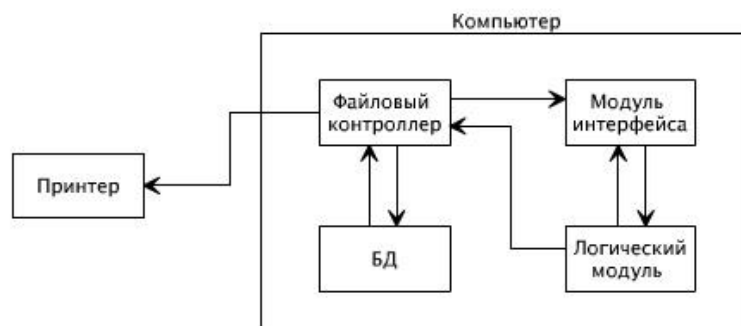 Компьютер
Файловый
контроллер
Модуль
интерфейса
Принтер
БД
Логический
модуль